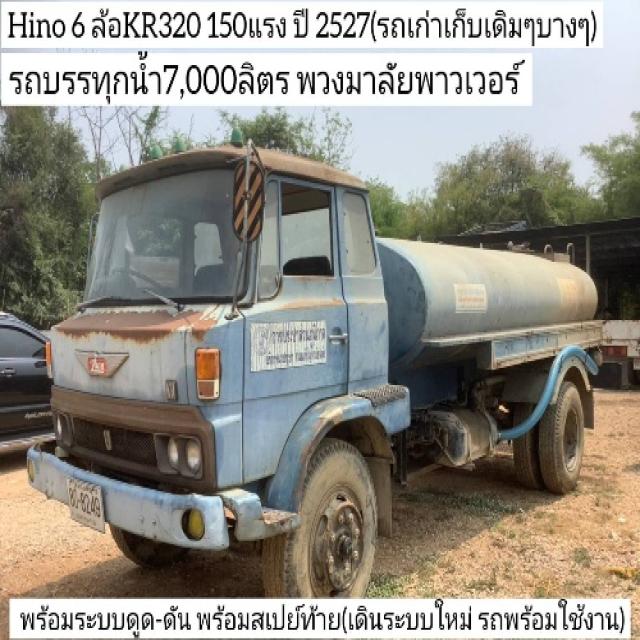 Hino 6 ล้อKR320 150แรง ปี 2527(รถเก่าเก็บเดิมๆบางๆ)
รถบรรทุกน้ำ7,000ลิตร พวงมาลัยพาวเวอร์
80-8249
พร้อมระบบดูด-ดัน พร้อมสเปย์ท้าย(เดินระบบใหม่ รถพร้อมใช้งาน)